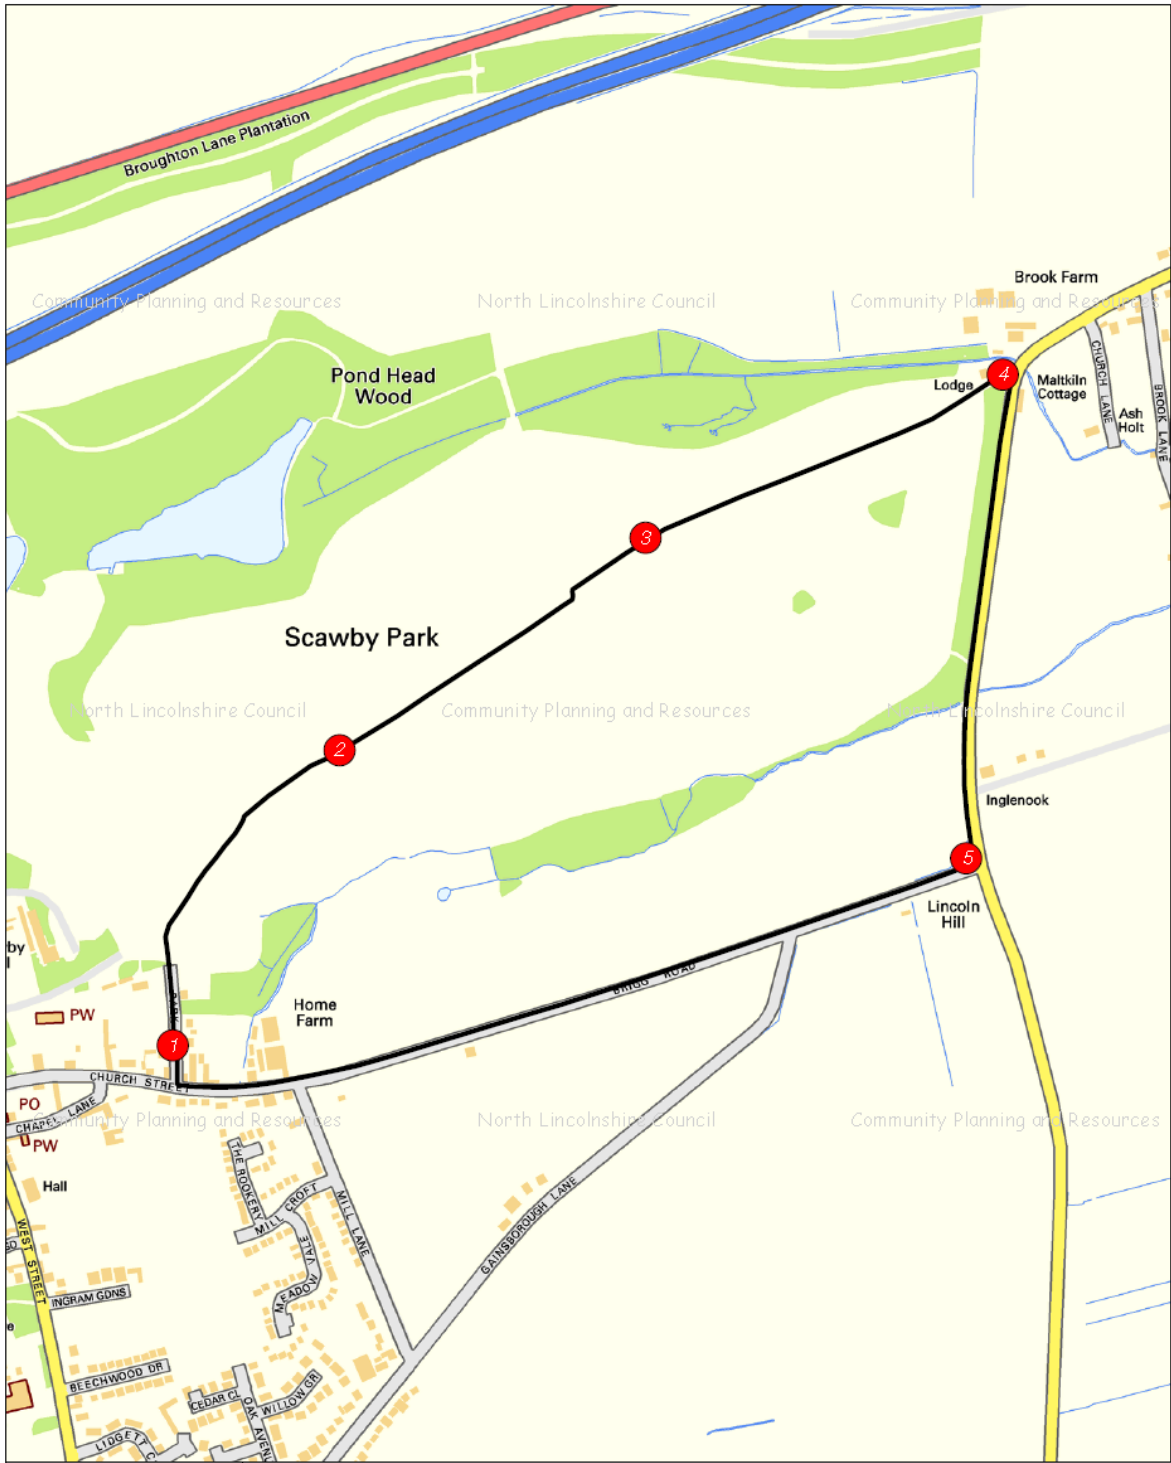 Broughton Lane Plantation
Brook Farm
Community Planning and Resources
North Lincolnshire Council
Community Planning and Resources
CHURCH LANE
BROOK LANE
Pond Head
Wood
Lodge
4
Maltkiln
Cottage
Ash
Holt
3
Scawby Park
North Lincolnshire Council
Community Planning and Resources
North Lincolnshire Council
2
Inglenook
5
Lincoln
Hill
by
BRIGG ROAD
PARK
Home
Farm
PW
1
CHURCH STREET
PO
CHAPEL LANE
Community Planning and Resources
North Lincolnshire Council
Community Planning and Resources
PW
Hall
THE ROOKERY
MILL CROFT
MILL LANE
GAINSBOROUGH LANE
WEST STREET
MEADOW VALE
INGRAM GDNS
BEECHWOOD DR
CEDAR CL
WILLOW GR
OAK AVENU
LIDGETT C